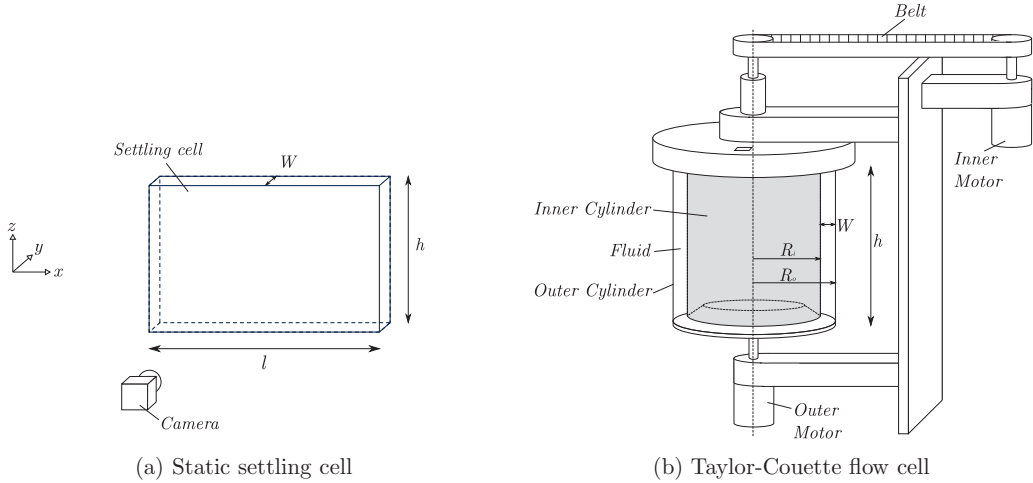 Settling cell
W
h
z
y
x
l
Camera
(a) Static settling cell
Belt
Inner
Motor
Inner Cylinder
W
h
Fluid
Rᵢ
Rₒ
Outer Cylinder
Outer
Motor
(b) Taylor-Couette flow cell